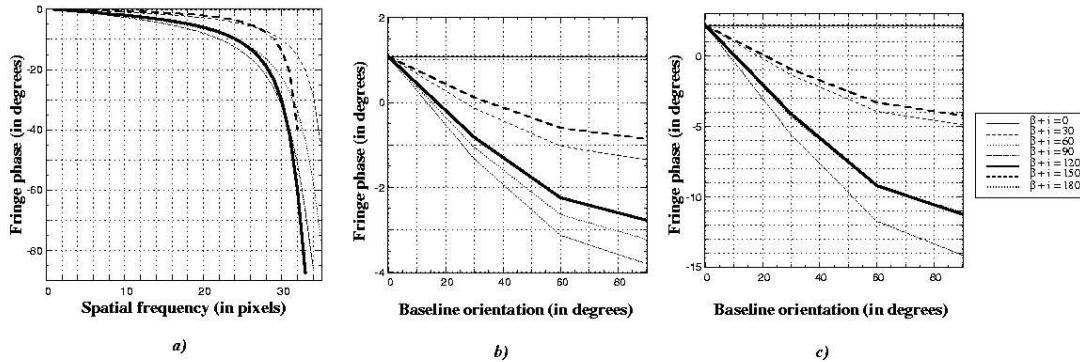 0
-20
-40
-60
-80
0
10
20
30
Fringe phase (in degrees)
Spatial frequency (in pixels)
a)
2
0
-2
-4
0
20
40
60
80
Fringe phase (in degrees)
Baseline orientation (in degrees)
b)
0
-5
-10
-15
0
20
40
60
80
Fringe phase (in degrees)
Baseline orientation (in degrees)
c)
β+i=0
β+i=30
β+i=60
β+i=90
β+i=120
β+i=150
β+i=180